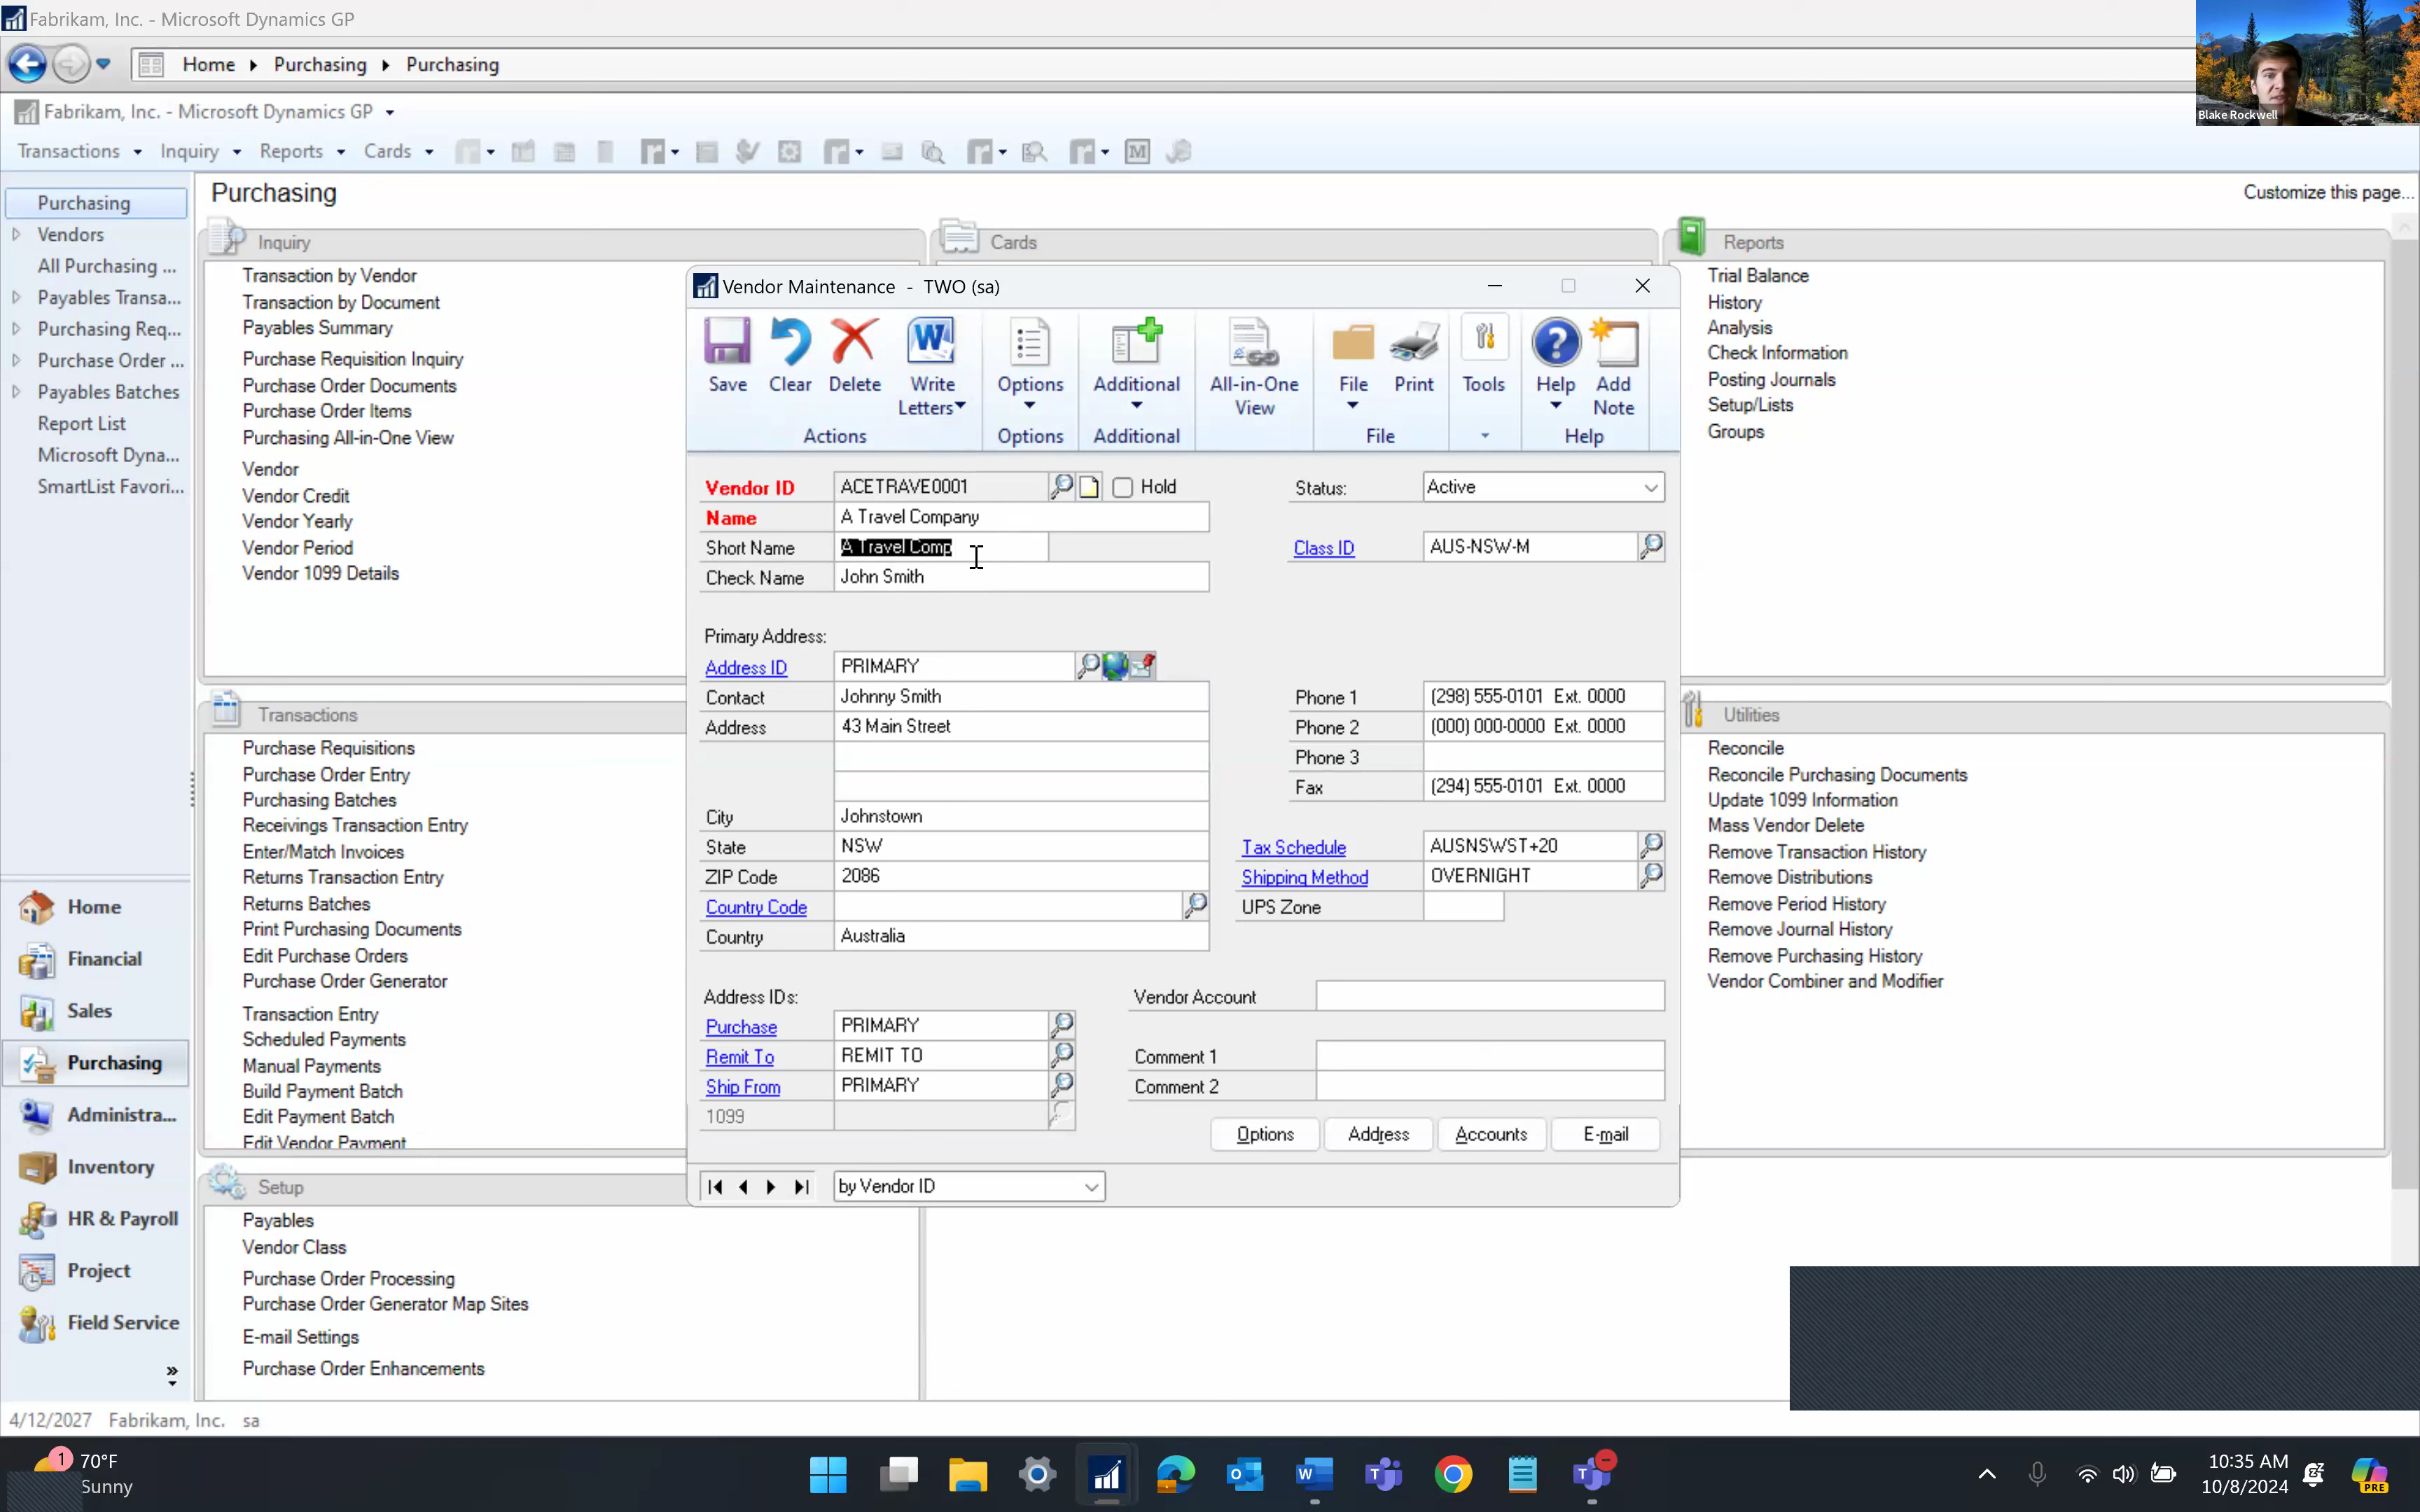 Fabrikam, Inc. - Microsoft Dynamics GP
Blake Rockwell
Home Purchasing Purchasing
Fabrikam, Inc. - Microsoft Dynamics GP
Transactions Inquiry Reports Cards
M
Purchasing
Vendors
All Purchasing ...
Payables Transa...
Purchasing Req...
Purchase Order ...
Payables Batches
Report List
Microsoft Dyna...
SmartList Favori...
Home
Financial
Sales
Purchasing
Administra...
Inventory
HR & Payroll
Project
Field Service
»
Purchasing
Customize this page...
Inquiry
Transaction by Vendor
Transaction by Document
Payables Summary
Purchase Requisition Inquiry
Purchase Order Documents
Purchase Order Items
Purchasing All-in-One View
Vendor
Vendor Credit
Vendor Yearly
Vendor Period
Vendor 1099 Details
Cards
Reports
Trial Balance
History
Analysis
Check Information
Posting Journals
Setup/Lists
Groups
Transactions
Purchase Requisitions
Purchase Order Entry
Purchasing Batches
Receivings Transaction Entry
Enter/Match Invoices
Returns Transaction Entry
Returns Batches
Print Purchasing Documents
Edit Purchase Orders
Purchase Order Generator
Transaction Entry
Scheduled Payments
Manual Payments
Build Payment Batch
Edit Payment Batch
Edit Vendor Payment
Utilities
Reconcile
Reconcile Purchasing Documents
Update 1099 Information
Mass Vendor Delete
Remove Transaction History
Remove Distributions
Remove Period History
Remove Journal History
Remove Purchasing History
Vendor Combiner and Modifier
Setup
Payables
Vendor Class
Purchase Order Processing
Purchase Order Generator Map Sites
E-mail Settings
Purchase Order Enhancements
Vendor Maintenance - TWO (sa)
Save Clear Delete Write Letters Options Additional All-in-One View File Print Tools Help Add Note
Actions Options Additional File Help
Vendor ID ACETRAVE0001 Hold Status: Active
Name A Travel Company
Short Name A Travel Comp Class ID AUS-NSW-M
Check Name John Smith
Primary Address:
Address ID PRIMARY
Contact Johnny Smith Phone 1 (298) 555-0101 Ext. 0000
Address 43 Main Street Phone 2 (000) 000-0000 Ext. 0000
Phone 3
Fax (294) 555-0101 Ext. 0000
City Johnstown
State NSW Tax Schedule AUSNSWST+20
ZIP Code 2086 Shipping Method OVERNIGHT
Country Code UPS Zone
Country Australia
Address IDs: Vendor Account
Purchase PRIMARY
Remit To REMIT TO Comment 1
Ship From PRIMARY Comment 2
1099
Options Address Accounts E-mail
by Vendor ID
4/12/2027 Fabrikam, Inc. sa
1 70°F
Sunny
10:35 AM
10/8/2024
PRE